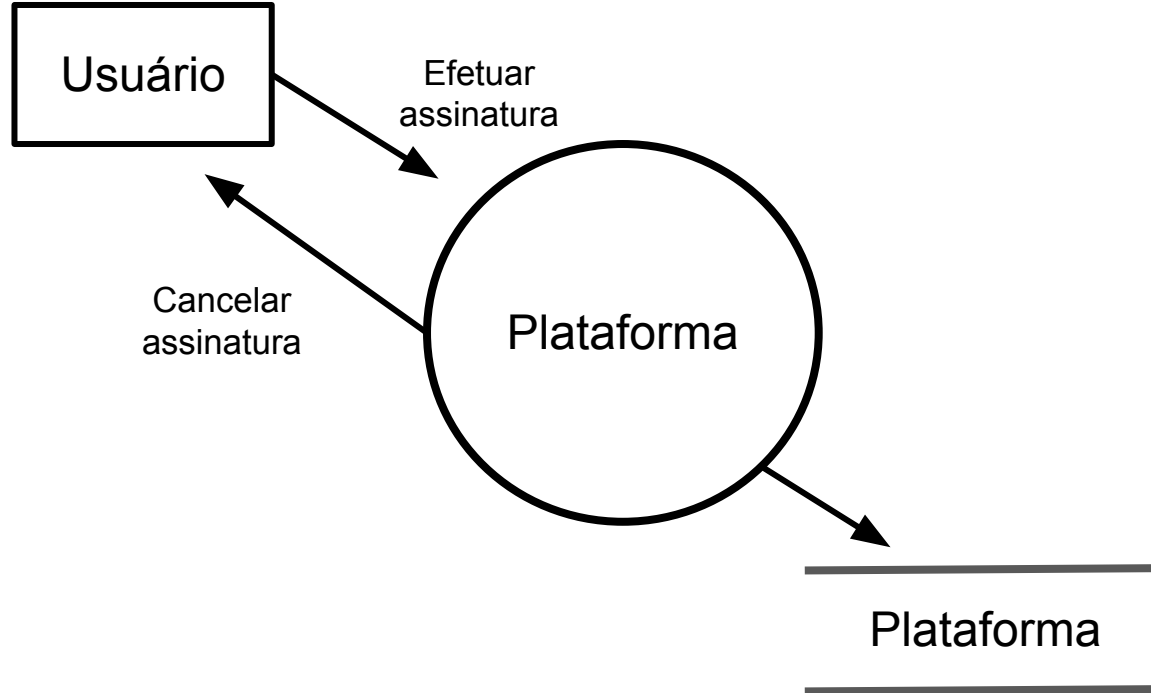 Usuário
Efetuar
assinatura
Cancelar
assinatura
Plataforma
Plataforma